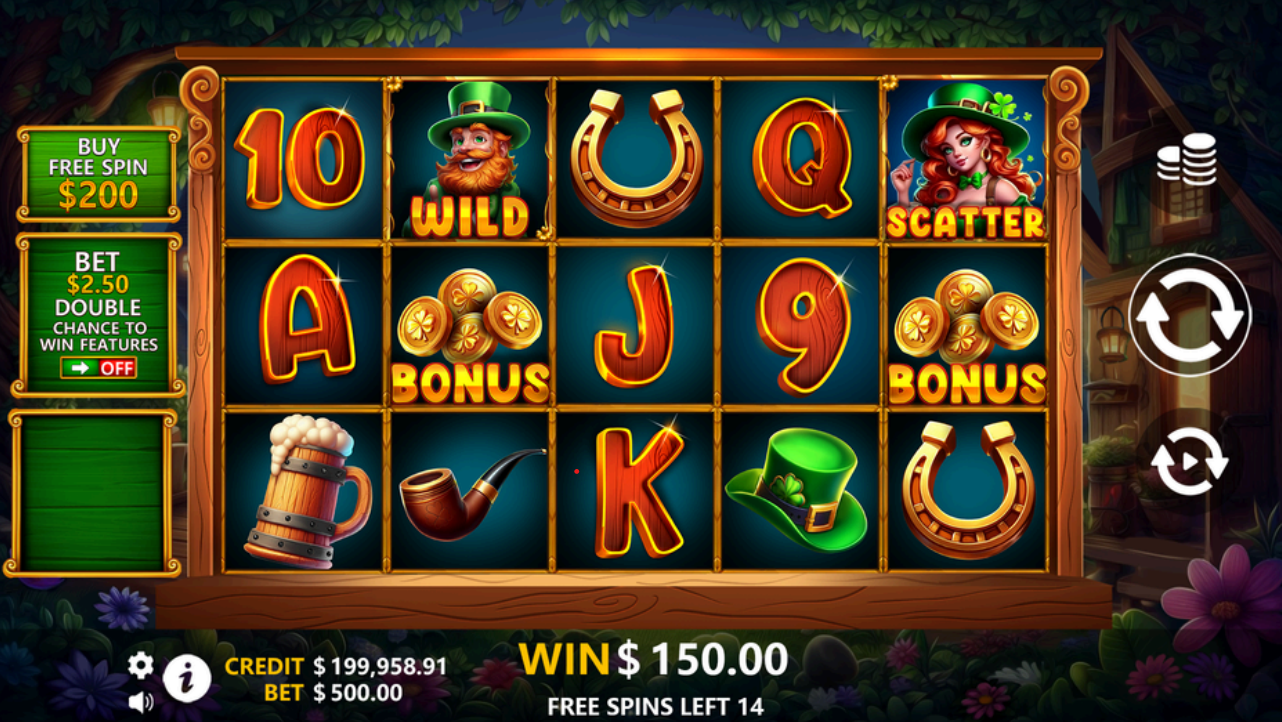 BUY
FREE SPIN
$200
BET
$2.50
DOUBLE
CHANCE TO
WIN FEATURES
OFF
10
WILD
Q
SCATTER
A
BONUS
J
9
BONUS
K
CREDIT $199,958.91
BET $500.00
WIN $ 150.00
FREE SPINS LEFT 14